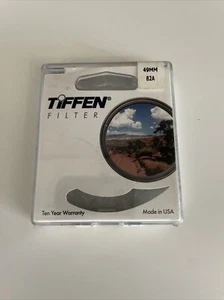 49MM
82A
TIFFEN®
FILTER
Ten Year Warranty
Made in USA